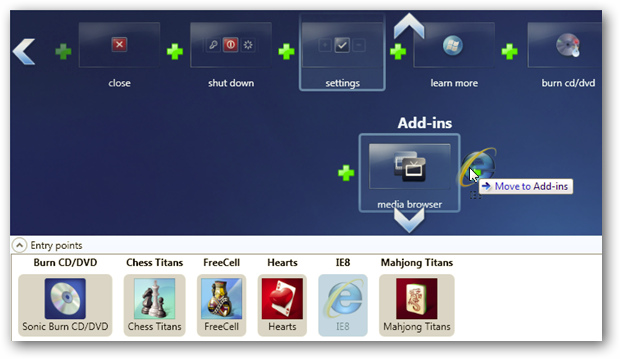 close
shut down
settings
learn more
burn cd/dvd
Add-ins
media browser
Move to Add-ins
Entry points
Burn CD/DVD
Chess Titans
FreeCell
Hearts
IE8
Mahjong Titans
Sonic Burn CD/DVD
Chess Titans
FreeCell
Hearts
IE8
Mahjong Titans